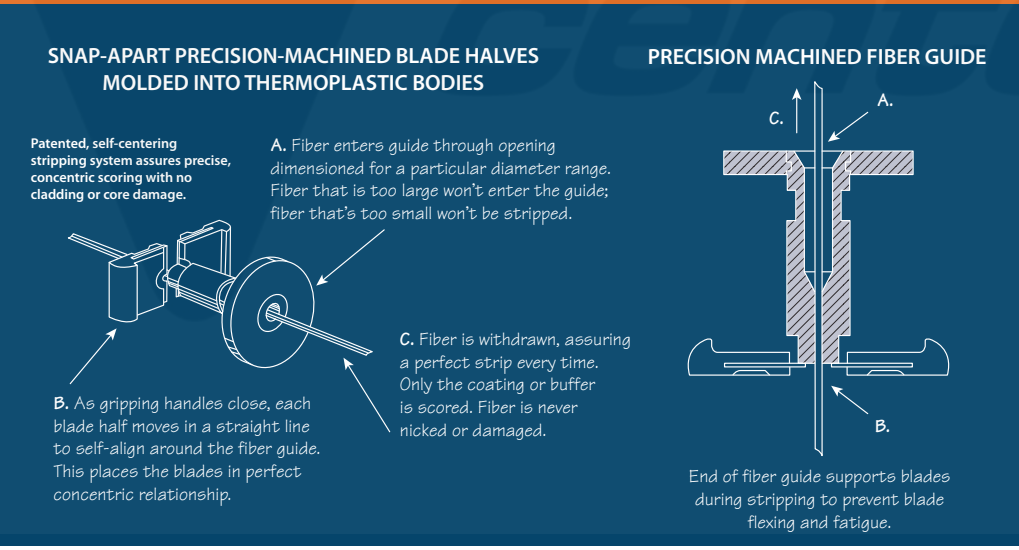 SNAP-APART PRECISION-MACHINED BLADE HALVES
MOLDED INTO THERMOPLASTIC BODIES
Patented, self-centering
stripping system assures precise,
concentric scoring with no
cladding or core damage.
A. Fiber enters guide through opening
dimensioned for a particular diameter range.
Fiber that is too large won't enter the guide;
fiber that's too small won't be stripped.
C. Fiber is withdrawn, assuring
a perfect strip every time.
Only the coating or buffer
is scored. Fiber is never
nicked or damaged.
B. As gripping handles close, each
blade half moves in a straight line
to self-align around the fiber guide.
This places the blades in perfect
concentric relationship.
PRECISION MACHINED FIBER GUIDE
C.
A.
B.
End of fiber guide supports blades
during stripping to prevent blade
flexing and fatigue.